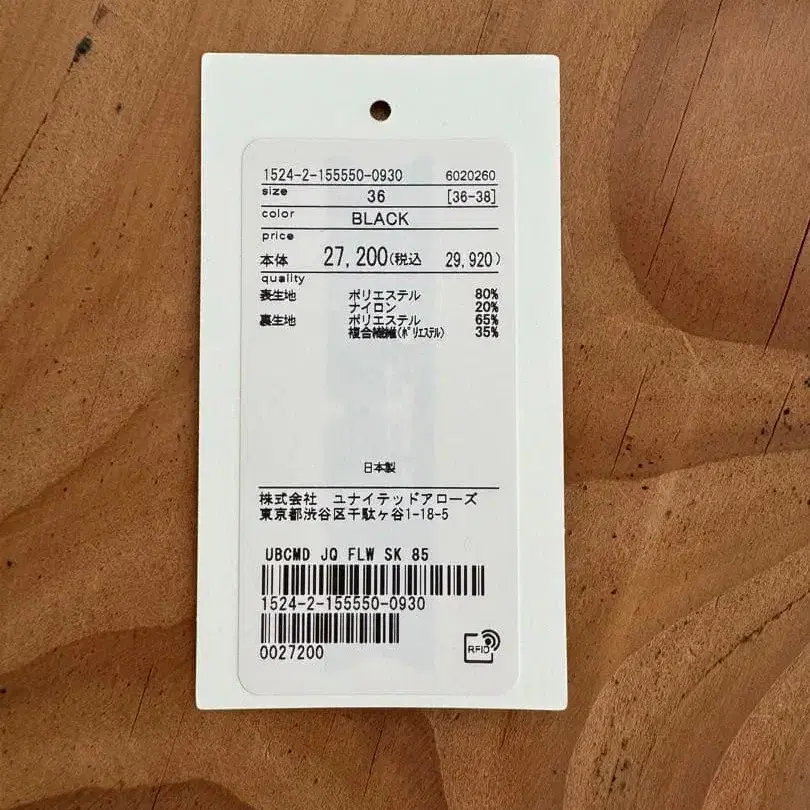 1524-2-155550-0930 6020260
size 36 [36-38]
color BLACK
price
本体 27,200(税込 29,920)
quality
表生地 ポリエステル 80%
ナイロン 20%
裏生地 ポリエステル 65%
複合繊維(ポリエステル) 35%
日本製
株式会社 ユナイテッドアローズ
東京都渋谷区千駄ヶ谷1-18-5
UBCMD JQ FLW SK 85
1524-2-155550-0930
0027200
RFID